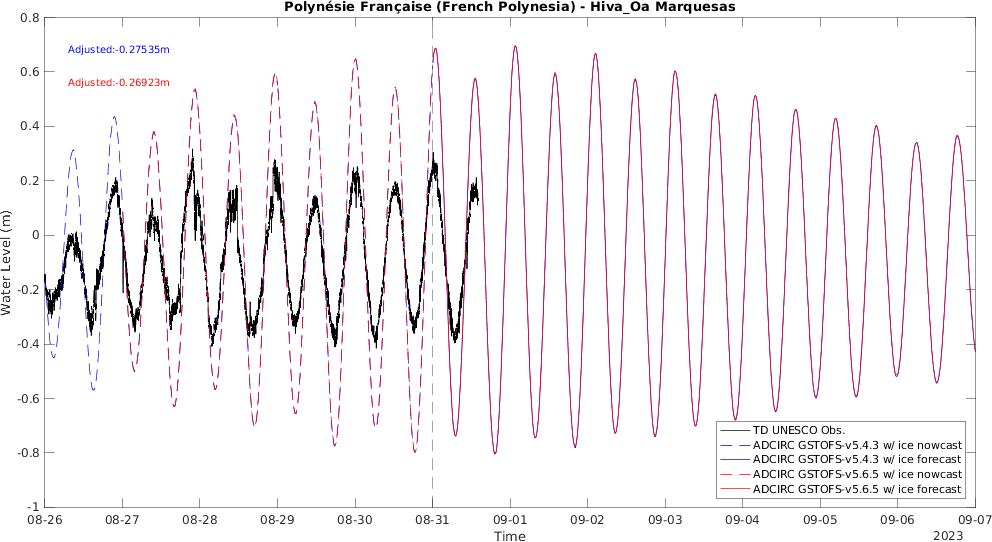 Polynésie Française (French Polynesia) - Hiva_Oa Marquesas
Adjusted:-0.27535m
Adjusted:-0.26923m
Water Level (m)
0.8
0.6
0.4
0.2
0
-0.2
-0.4
-0.6
-0.8
-1
TD UNESCO Obs.
ADCIRC GSTOFS-v5.4.3 w/ ice nowcast
ADCIRC GSTOFS-v5.4.3 w/ ice forecast
ADCIRC GSTOFS-v5.6.5 w/ ice nowcast
ADCIRC GSTOFS-v5.6.5 w/ ice forecast
08-26 08-27 08-28 08-29 08-30 08-31 09-01 09-02 09-03 09-04 09-05 09-06 09-07
Time
2023